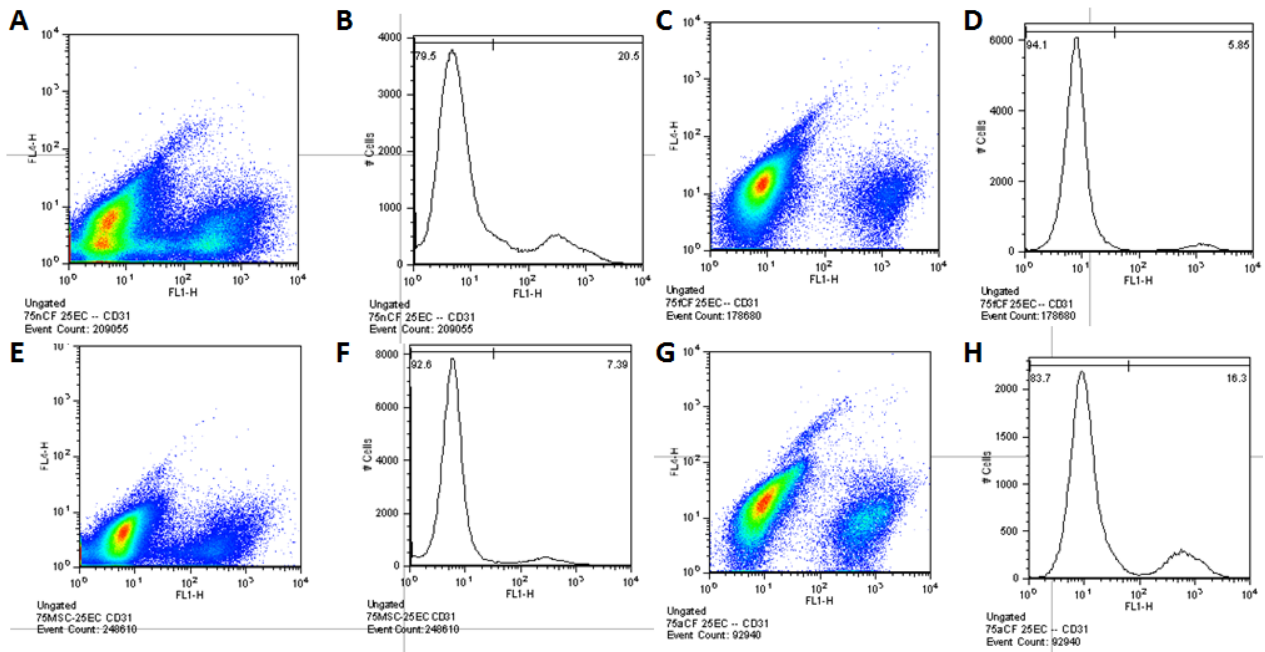 A
10⁴
10³
10²
10¹
10⁰
FL4-H
10⁰ 10¹ 10² 10³ 10⁴
FL1-H
Ungated
75nCF 25EC -- CD31
Event Count: 209055
B
4000
3000
2000
1000
0
# Cells
79.5 20.5
10⁰ 10¹ 10² 10³ 10⁴
FL1-H
Ungated
75nCF 25EC -- CD31
Event Count: 209055
C
10⁴
10³
10²
10¹
10⁰
FL4-H
10⁰ 10¹ 10² 10³ 10⁴
FL1-H
Ungated
75fCF 25EC -- CD31
Event Count: 178680
D
6000
4000
2000
0
# Cells
94.1 5.85
10⁰ 10¹ 10² 10³ 10⁴
FL1-H
Ungated
75fCF 25EC -- CD31
Event Count: 178680
E
10⁴
10³
10²
10¹
10⁰
FL4-H
10⁰ 10¹ 10² 10³ 10⁴
FL1-H
Ungated
75MSC-25EC CD31
Event Count: 248610
F
8000
6000
4000
2000
0
# Cells
92.6 7.39
10⁰ 10¹ 10² 10³ 10⁴
FL1-H
Ungated
75MSC-25EC CD31
Event Count: 248610
G
10⁴
10³
10²
10¹
10⁰
FL4-H
10⁰ 10¹ 10² 10³ 10⁴
FL1-H
Ungated
75aCF 25EC -- CD31
Event Count: 92940
H
2000
1500
1000
500
0
# Cells
83.7 16.3
10⁰ 10¹ 10² 10³ 10⁴
FL1-H
Ungated
75aCF 25EC -- CD31
Event Count: 92940